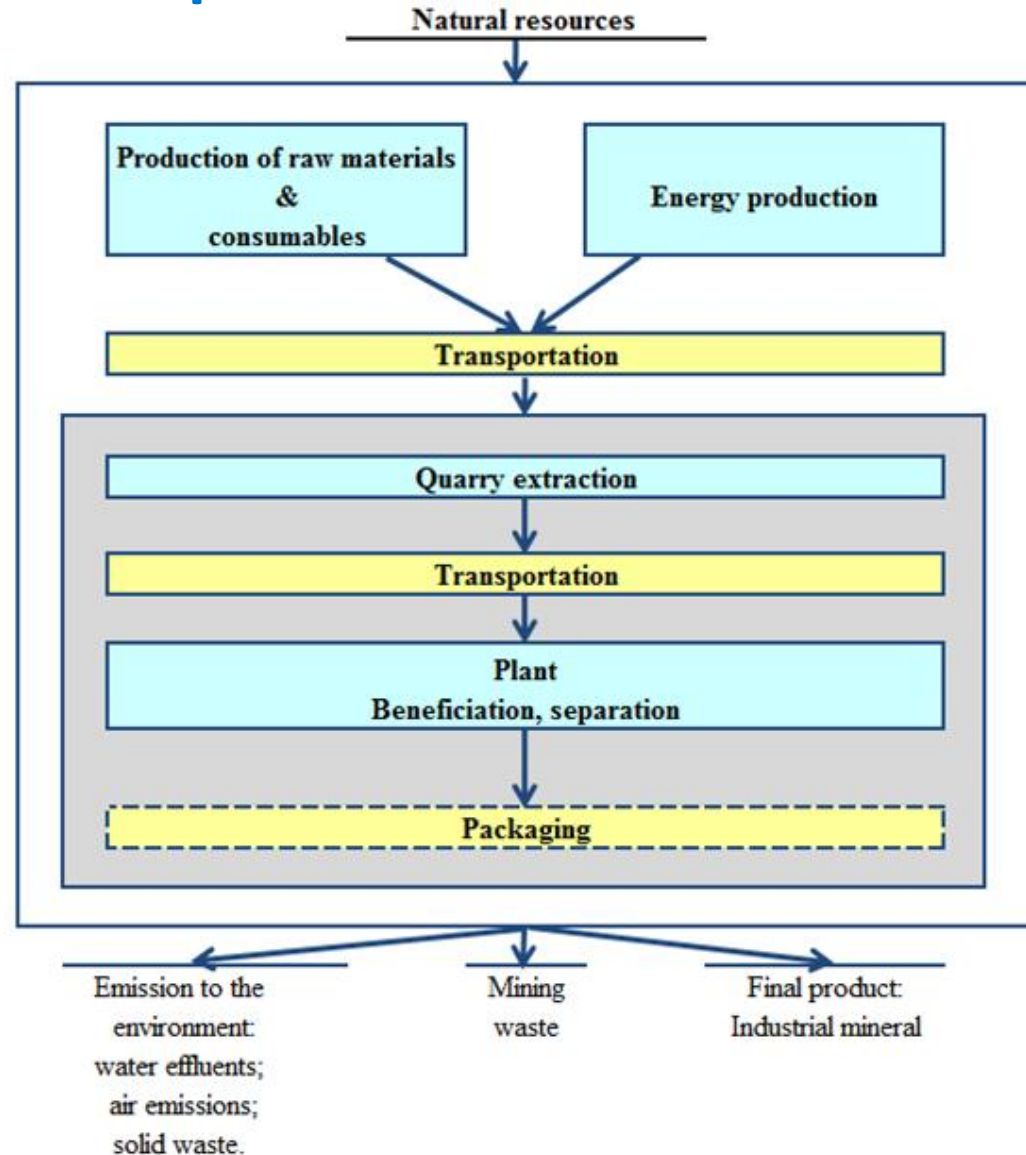 Natural resources
Production of raw materials
&
consumables
Energy production
Transportation
Quarry extraction
Transportation
Plant
Beneficiation, separation
Packaging
Emission to the
environment:
water effluents;
air emissions;
solid waste.
Mining
waste
Final product:
Industrial mineral